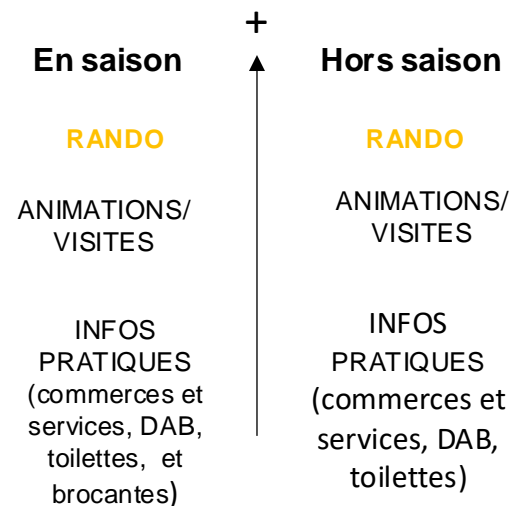 +
En saison
RANDO
ANIMATIONS/
VISITES
INFOS
PRATIQUES
(commerces et
services, DAB,
toilettes, et
brocantes)
Hors saison
RANDO
ANIMATIONS/
VISITES
INFOS
PRATIQUES
(commerces et
services, DAB,
toilettes)